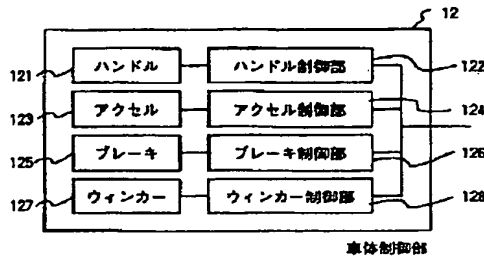 12
121 ハンドル ハンドル制御部 122
123 アクセル アクセル制御部 124
125 ブレーキ ブレーキ制御部 126
127 ウィンカー ウィンカー制御部 128
車体制御部